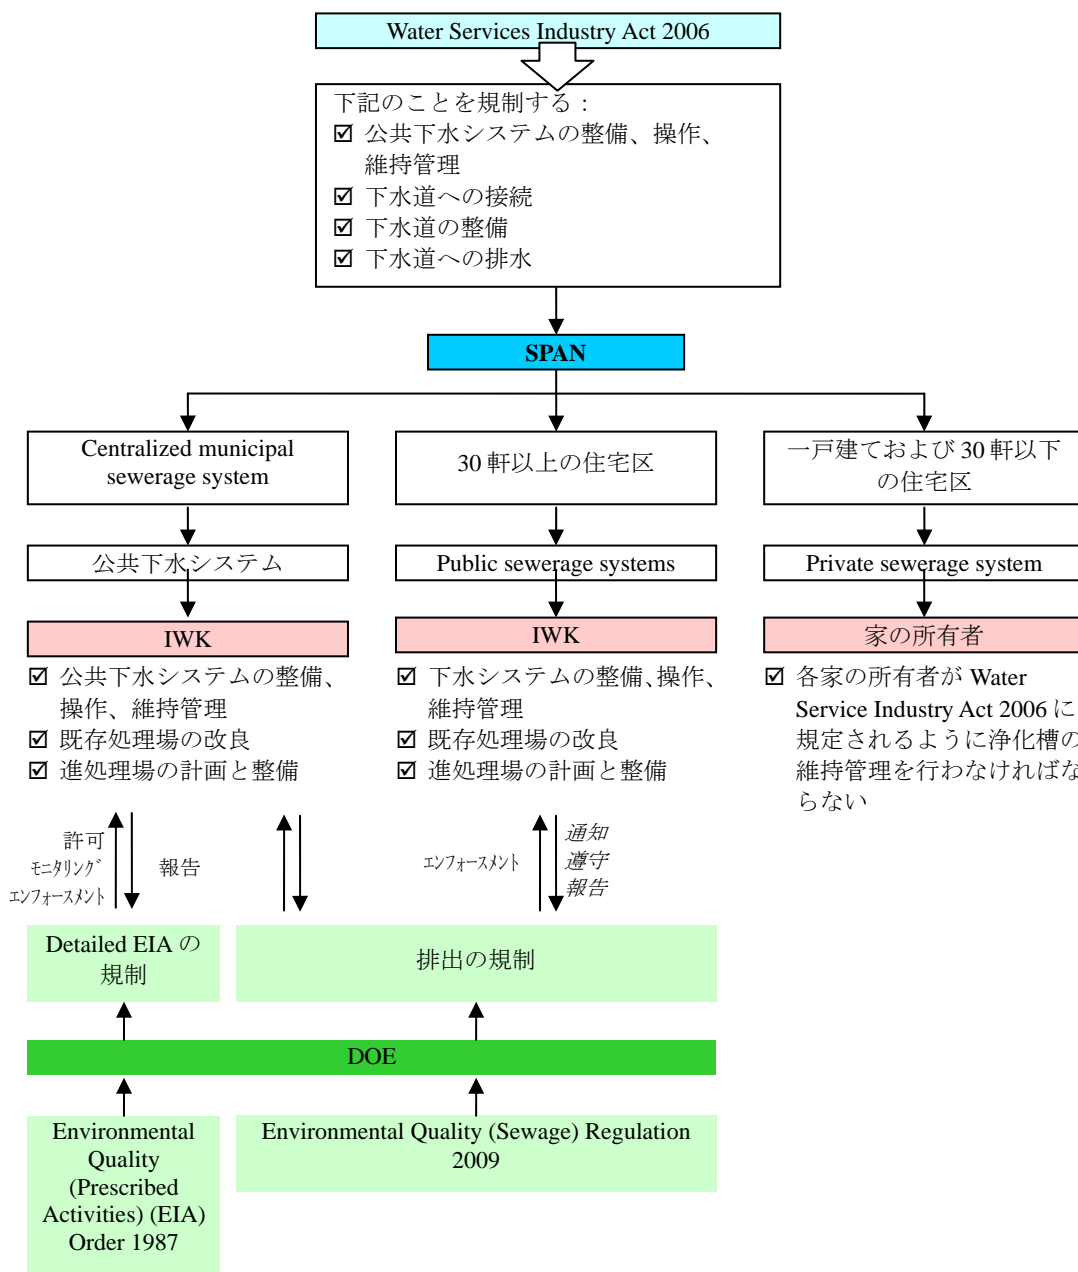 Water Services Industry Act 2006
下記のことを規制する：
☑ 公共下水システムの整備、操作、
維持管理
☑ 下水道への接続
☑ 下水道の整備
☑ 下水道への排水
SPAN
Centralized municipal
sewerage system
30 軒以上の住宅区
一戸建ておよび 30 軒以下
の住宅区
公共下水システム
Public sewerage systems
Private sewerage system
IWK
IWK
家の所有者
☑ 公共下水システムの整備、
操作、維持管理
☑ 既存処理場の改良
☑ 進処理場の計画と整備
☑ 下水システムの整備、操作、
維持管理
☑ 既存処理場の改良
☑ 進処理場の計画と整備
☑ 各家の所有者が Water
Service Industry Act 2006 に
規定されるように浄化槽の
維持管理を行わなければな
らない
許可
ﾓﾆﾀﾘﾝｸﾞ
ｴﾝﾌｫｰｽﾒﾝﾄ
報告
ｴﾝﾌｫｰｽﾒﾝﾄ
通知
遵守
報告
Detailed EIA の
規制
排出の規制
DOE
Environmental
Quality
(Prescribed
Activities) (EIA)
Order 1987
Environmental Quality (Sewage) Regulation
2009